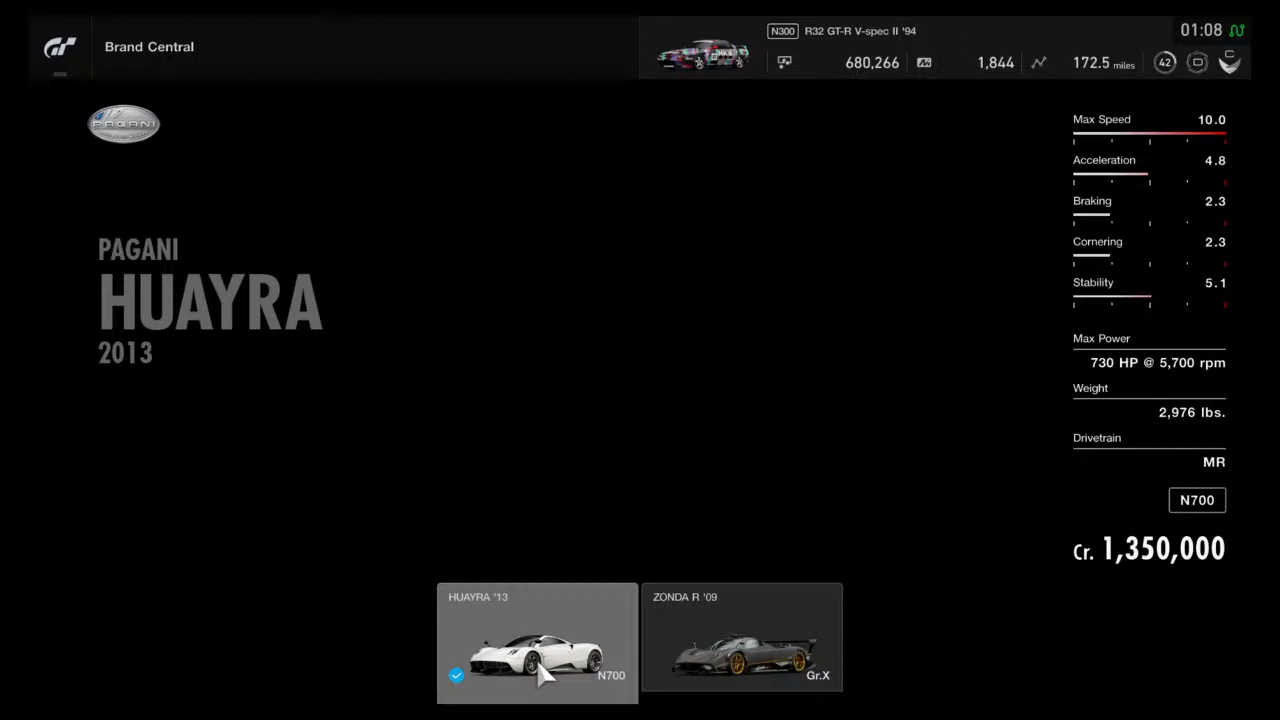 Brand Central
N300 R32 GT-R V-spec II '94
01:08
680,266 1,844 172.5 miles 42 C
PAGANI
PAGANI
HUAYRA
2013
Max Speed 10.0
Acceleration 4.8
Braking 2.3
Cornering 2.3
Stability 5.1
Max Power
730 HP @ 5,700 rpm
Weight
2,976 lbs.
Drivetrain
MR
N700
Cr. 1,350,000
HUAYRA '13
N700
ZONDA R '09
Gr.X